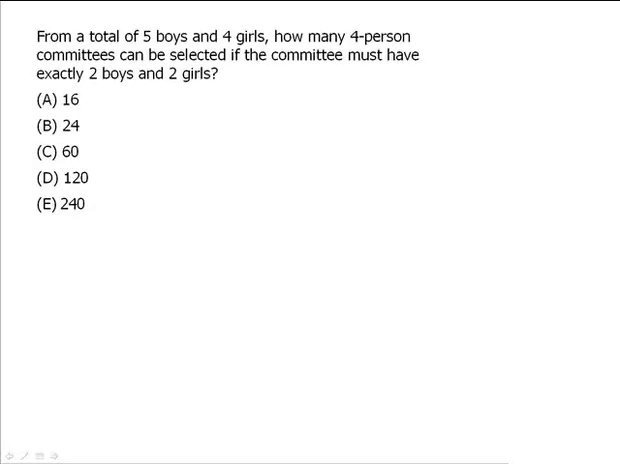 From a total of 5 boys and 4 girls, how many 4-person
committees can be selected if the committee must have
exactly 2 boys and 2 girls?
(A) 16
(B) 24
(C) 60
(D) 120
(E) 240